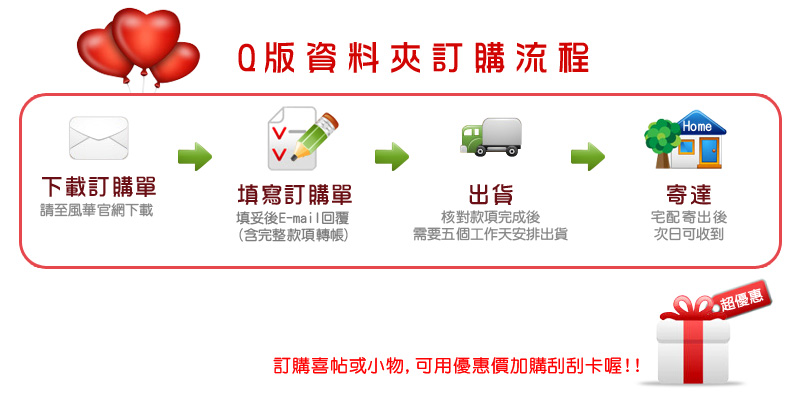 Q版資料夾訂購流程
下載訂購單
請至風華官網下載
填寫訂購單
填妥後E-mail回覆
(含完整款項轉帳)
出貨
核對款項完成後
需要五個工作天安排出貨
Home
寄達
宅配寄出後
次日可收到
超優惠
訂購喜帖或小物,可用優惠價加購刮刮卡喔!!